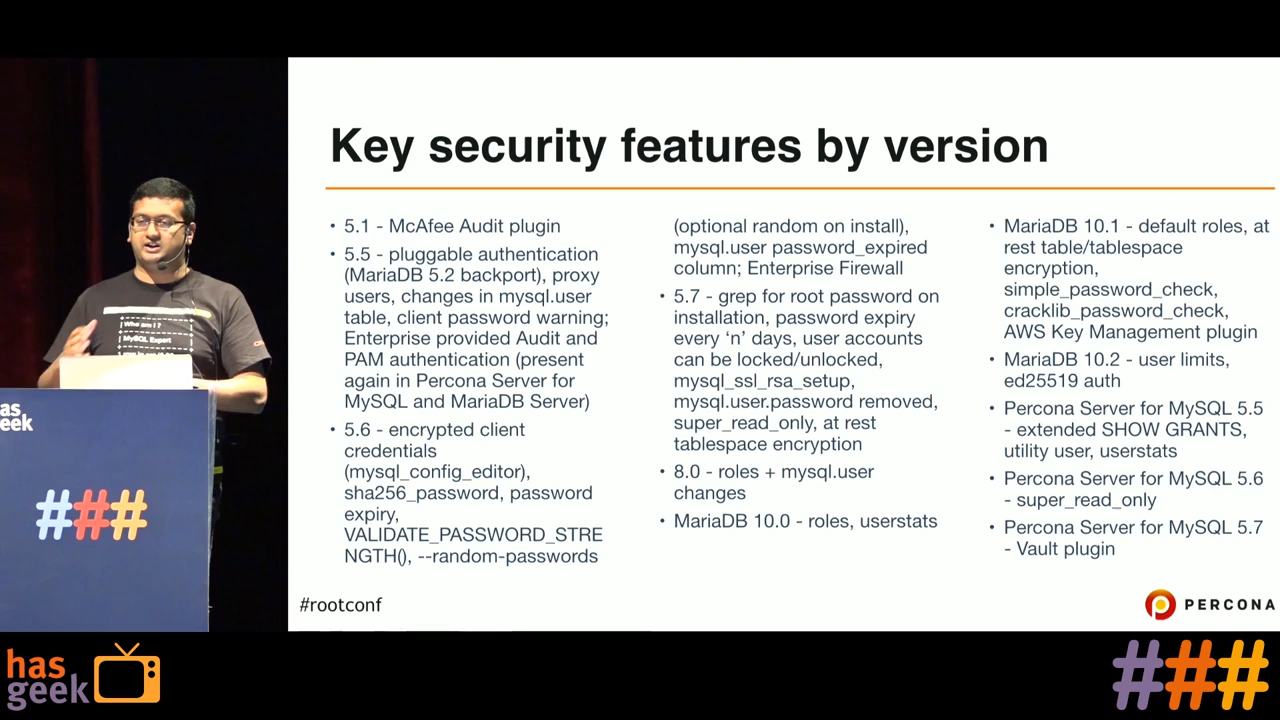 Key security features by version
• 5.1 - McAfee Audit plugin
• 5.5 - pluggable authentication
(MariaDB 5.2 backport), proxy
users, changes in mysql.user
table, client password warning;
Enterprise provided Audit and
PAM authentication (present
again in Percona Server for
MySQL and MariaDB Server)
• 5.6 - encrypted client
credentials
(mysql_config_editor),
sha256_password, password
expiry,
VALIDATE_PASSWORD_STRE
NGTH(), --random-passwords
(optional random on install),
mysql.user password_expired
column; Enterprise Firewall
• 5.7 - grep for root password on
installation, password expiry
every ‘n’ days, user accounts
can be locked/unlocked,
mysql_ssl_rsa_setup,
mysql.user.password removed,
super_read_only, at rest
tablespace encryption
• 8.0 - roles + mysql.user
changes
• MariaDB 10.0 - roles, userstats
• MariaDB 10.1 - default roles, at
rest table/tablespace
encryption,
simple_password_check,
cracklib_password_check,
AWS Key Management plugin
• MariaDB 10.2 - user limits,
ed25519 auth
• Percona Server for MySQL 5.5
- extended SHOW GRANTS,
utility user, userstats
• Percona Server for MySQL 5.6
- super_read_only
• Percona Server for MySQL 5.7
- Vault plugin
#rootconf
PERCONA
| Who am I ?
| MySQL Expert
as
eek
###
has
geek
###